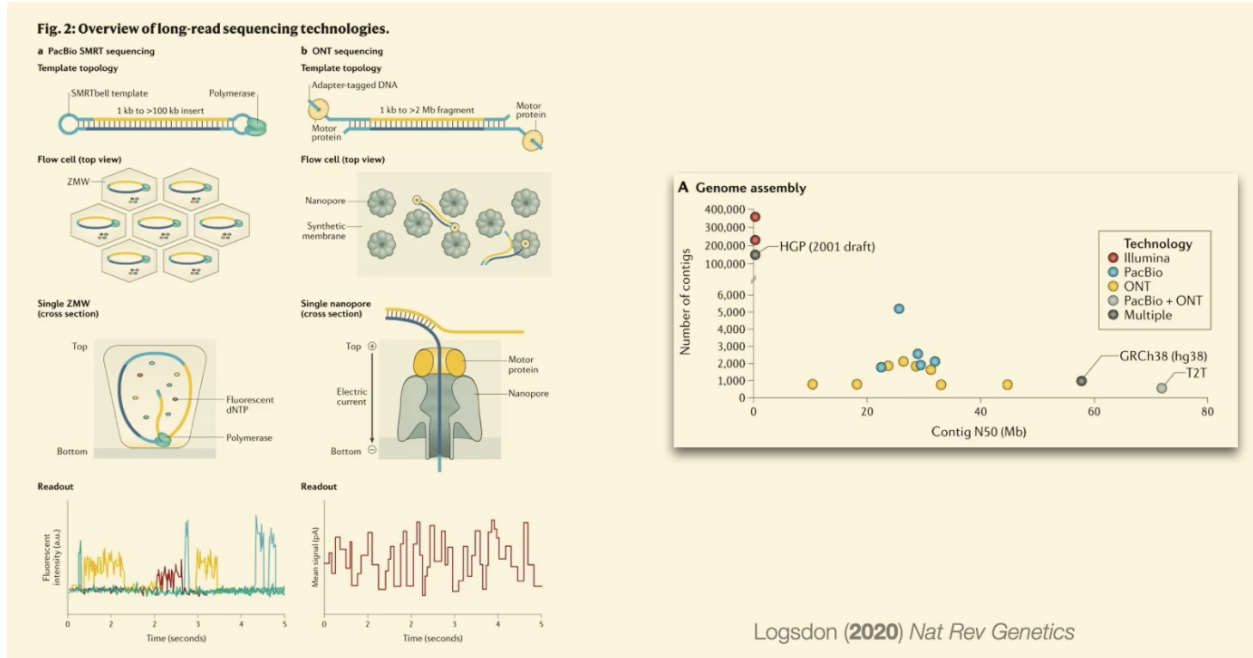 Fig. 2: Overview of long-read sequencing technologies.
a PacBio SMRT sequencing
Template topology
SMRTbell template
Polymerase
1 kb to >100 kb insert
Flow cell (top view)
ZMW
Single ZMW
(cross section)
Top
Fluorescent
dNTP
Polymerase
Bottom
Readout
Fluorescent
intensity (a.u.)
0 2 2 3 3 5
Time (seconds)
b ONT sequencing
Template topology
Adapter-tagged DNA
1 kb to >2 Mb fragment
Motor
protein
Motor
protein
Flow cell (top view)
Nanopore
Synthetic
membrane
Single nanopore
(cross section)
Top +
Motor
protein
Electric
current
Nanopore
Bottom −
Readout
Mean signal (pA)
0 2 2 3 4 5
Time (seconds)
A Genome assembly
Number of contigs
400,000
300,000
200,000
100,000
6,000
5,000
4,000
3,000
2,000
1,000
0
HGP (2001 draft)
Technology
Illumina
PacBio
ONT
PacBio + ONT
Multiple
GRCh38 (hg38)
T2T
0 20 40 60 80
Contig N50 (Mb)
Logsdon (2020) Nat Rev Genetics